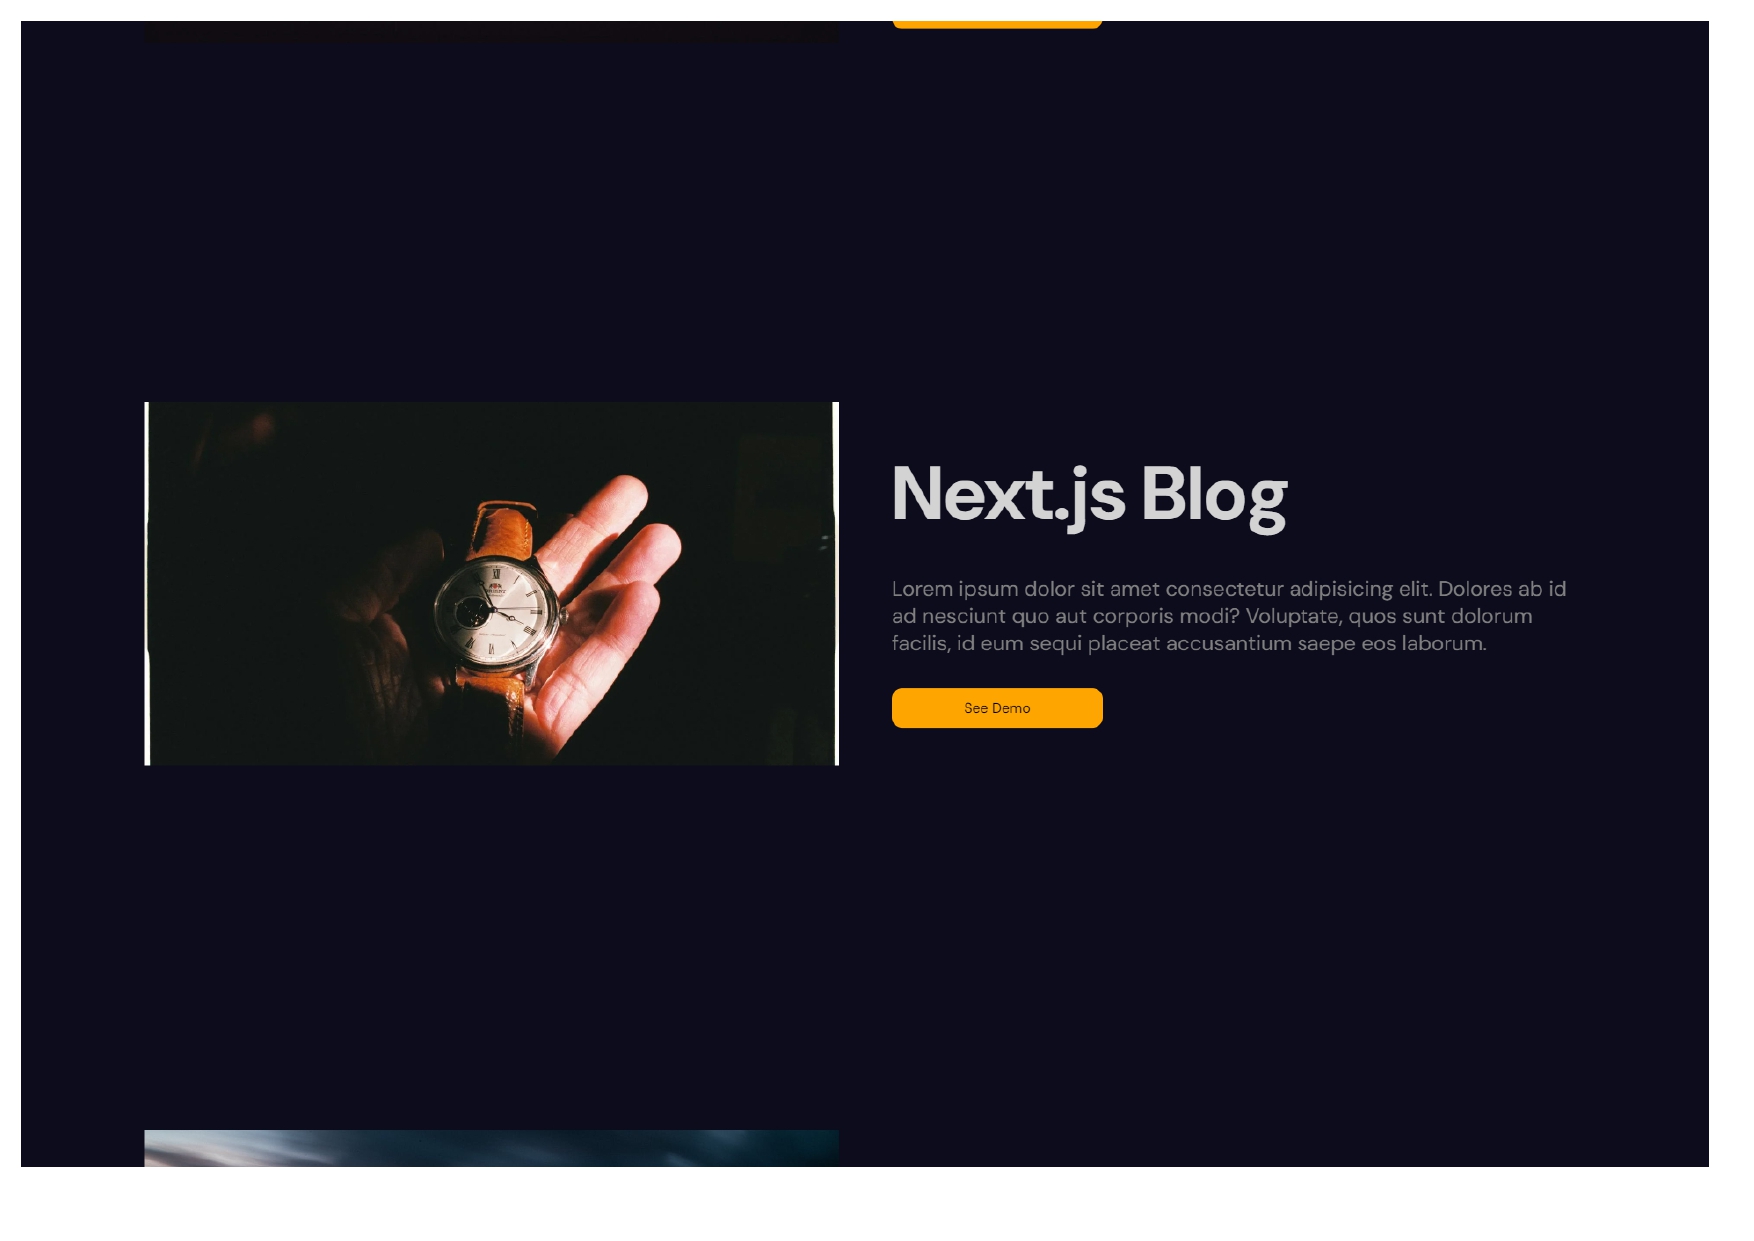 Next.js Blog
Lorem ipsum dolor sit amet consectetur adipisicing elit. Dolores ab id
ad nesciunt quo aut corporis modi? Voluptate, quos sunt dolorum
facilis, id eum sequi placeat accusantium saepe eos laborum.
See Demo
XII